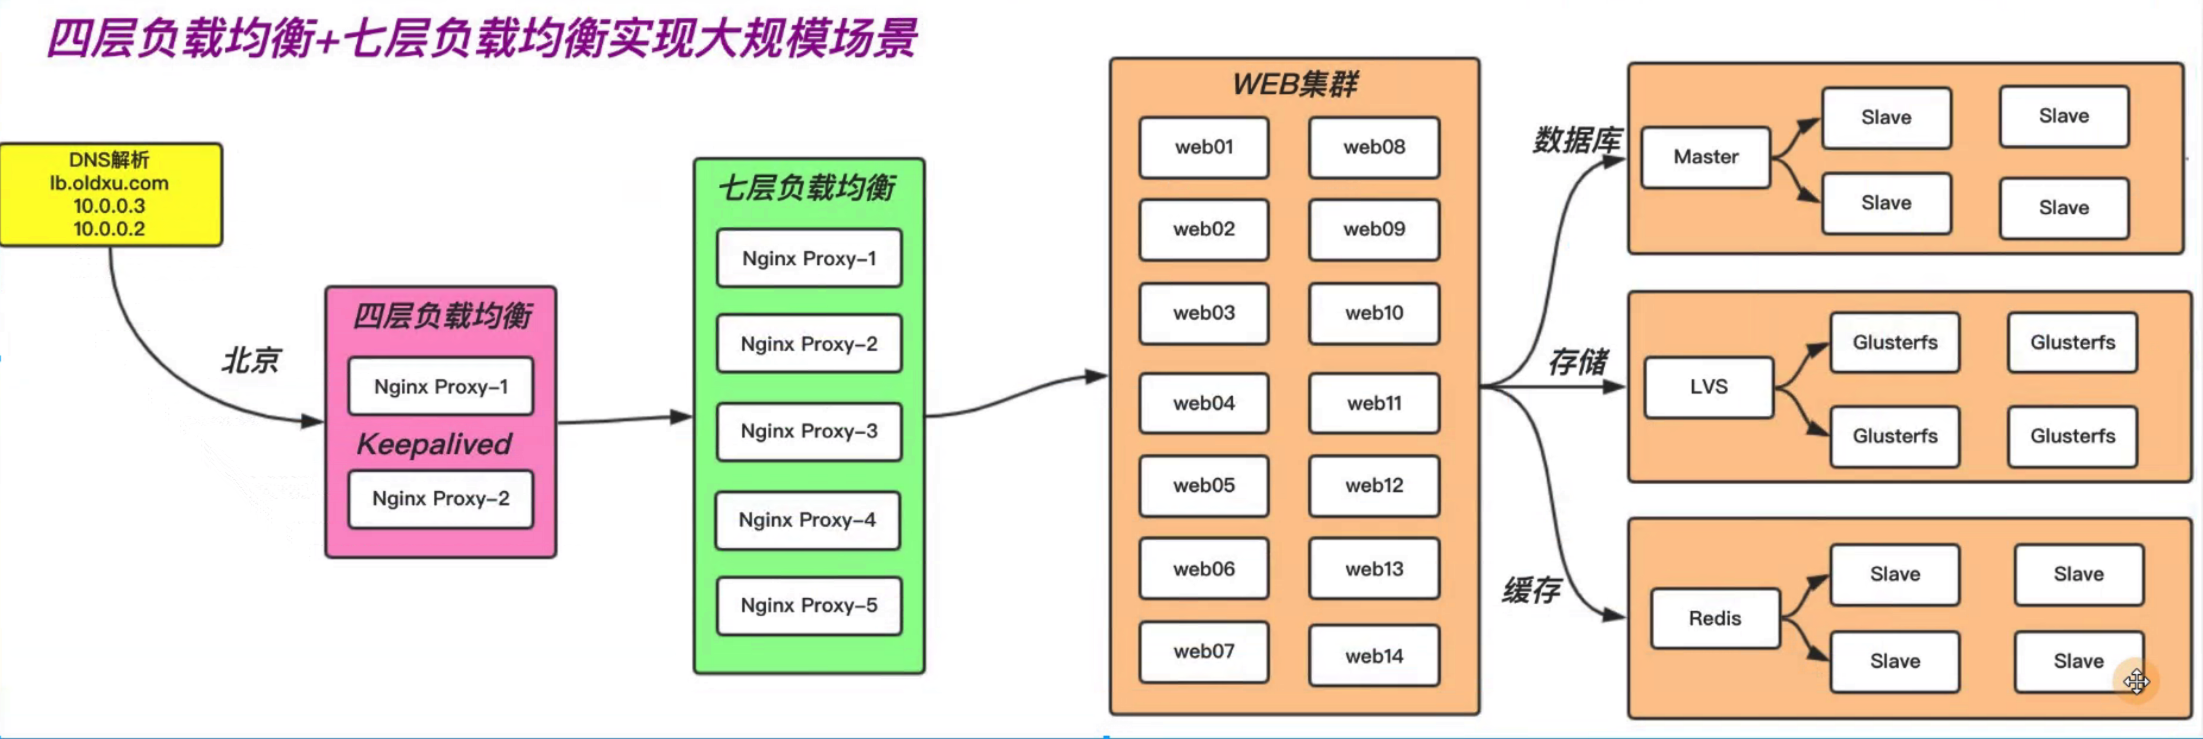 四层负载均衡+七层负载均衡实现大规模场景
DNS解析
lb.oldxu.com
10.0.0.3
10.0.0.2
北京
四层负载均衡
Nginx Proxy-1
Keepalived
Nginx Proxy-2
七层负载均衡
Nginx Proxy-1
Nginx Proxy-2
Nginx Proxy-3
Nginx Proxy-4
Nginx Proxy-5
WEB集群
web01
web08
web02
web09
web03
web10
web04
web11
web05
web12
web06
web13
web07
web14
数据库
Master
Slave
Slave
Slave
Slave
存储
LVS
Glusterfs
Glusterfs
Glusterfs
Glusterfs
缓存
Redis
Slave
Slave
Slave
Slave